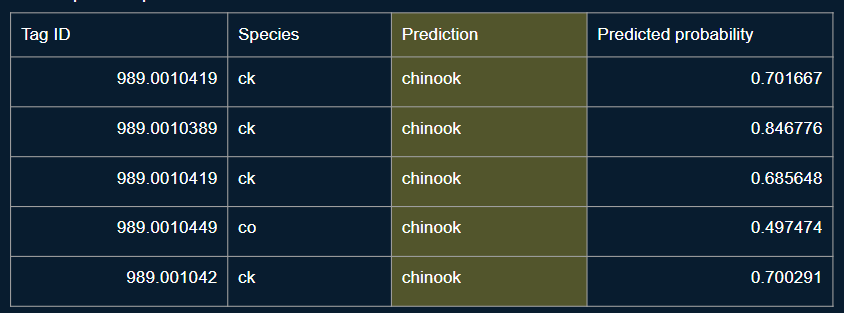 Tag ID Species Prediction Predicted probability
989.0010419 ck chinook 0.701667
989.0010389 ck chinook 0.846776
989.0010419 ck chinook 0.685648
989.0010449 co chinook 0.497474
989.001042 ck chinook 0.700291